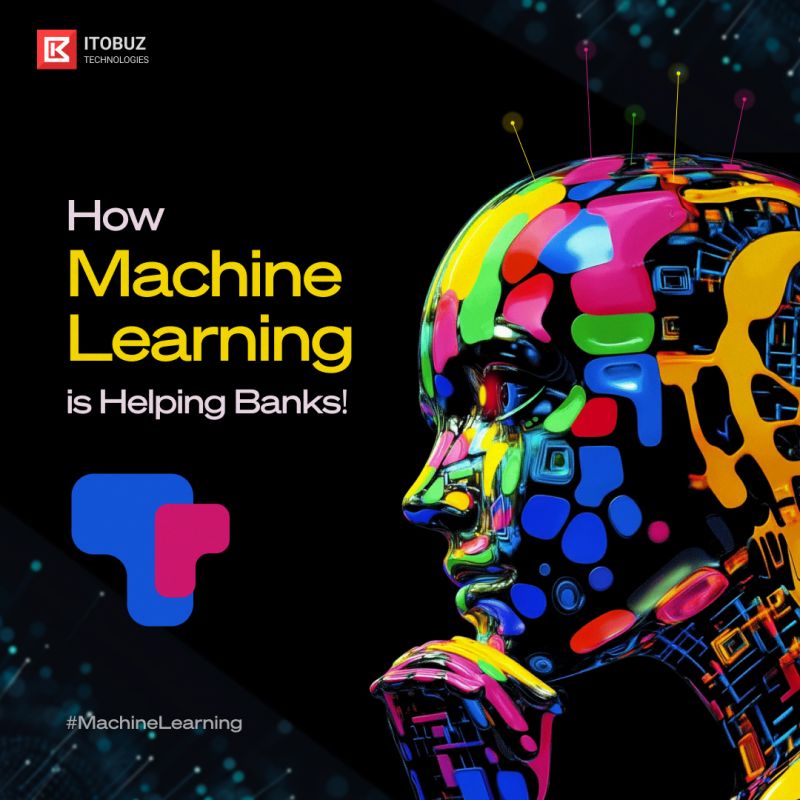 ITOBUZ
TECHNOLOGIES
How
Machine
Learning
is Helping Banks!
#MachineLearning